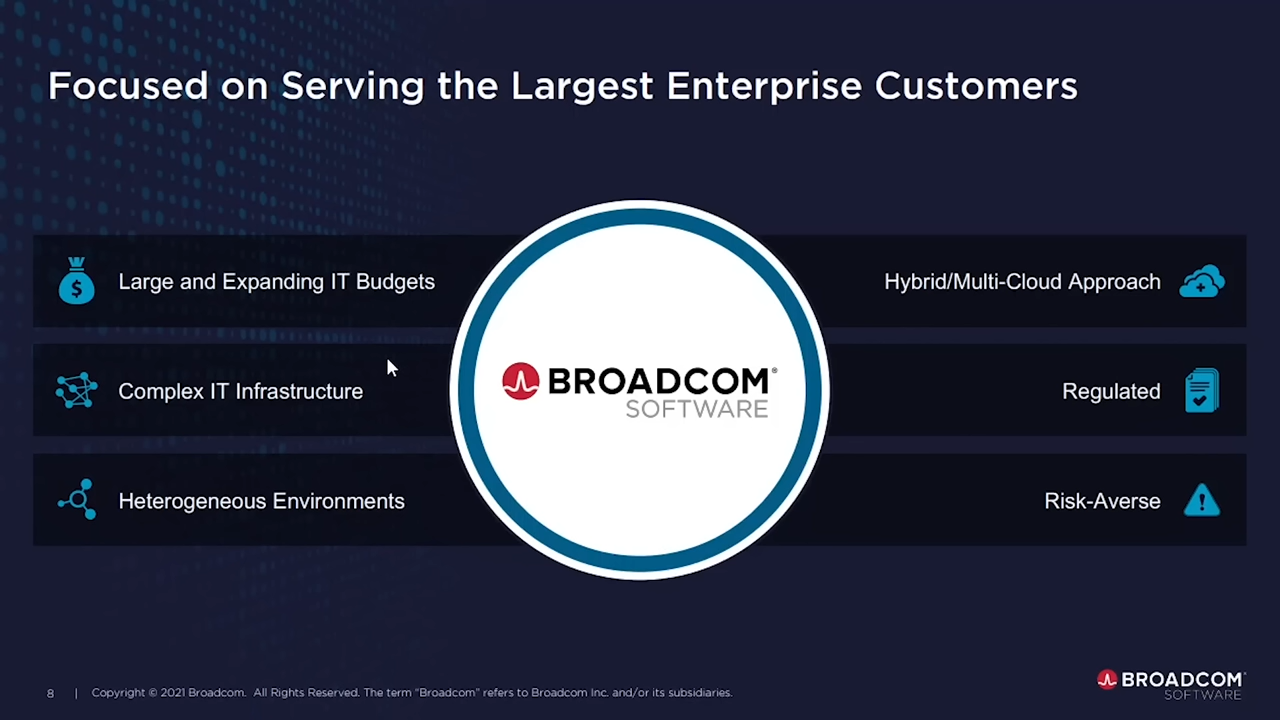 Focused on Serving the Largest Enterprise Customers
Large and Expanding IT Budgets
Complex IT Infrastructure
Heterogeneous Environments
BROADCOM®
SOFTWARE
Hybrid/Multi-Cloud Approach
Regulated
Risk-Averse
8 | Copyright © 2021 Broadcom. All Rights Reserved. The term “Broadcom” refers to Broadcom Inc. and/or its subsidiaries.
BROADCOM®
SOFTWARE